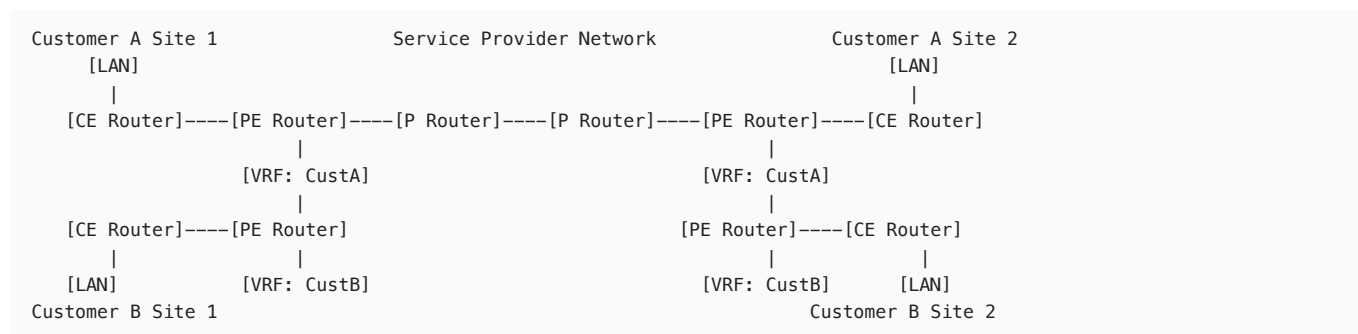 Customer A Site 1                    Service Provider Network                    Customer A Site 2
     [LAN]                                                                             [LAN]
       |                                                                                 |
   [CE Router]----[PE Router]----[P Router]----[P Router]----[PE Router]----[CE Router]
                       |                                          |
                  [VRF: CustA]                               [VRF: CustA]
                       |                                          |
   [CE Router]----[PE Router]                              [PE Router]----[CE Router]
       |               |                                          |             |
   [LAN]          [VRF: CustB]                               [VRF: CustB]     [LAN]
Customer B Site 1                                                     Customer B Site 2